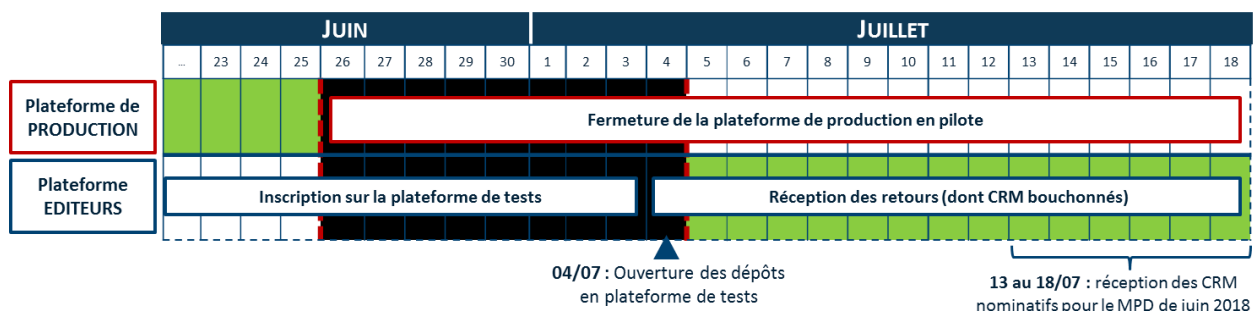 JUIN JUILLET
... 23 24 25 26 27 28 29 30 1 2 3 4 5 6 7 8 9 10 11 12 13 14 15 16 17 18
Plateforme de
PRODUCTION
Fermeture de la plateforme de production en pilote
Plateforme
EDITEURS
Inscription sur la plateforme de tests
Réception des retours (dont CRM bouchonnés)
04/07 : Ouverture des dépôts
en plateforme de tests
13 au 18/07 : réception des CRM
nominatifs pour le MPD de juin 2018